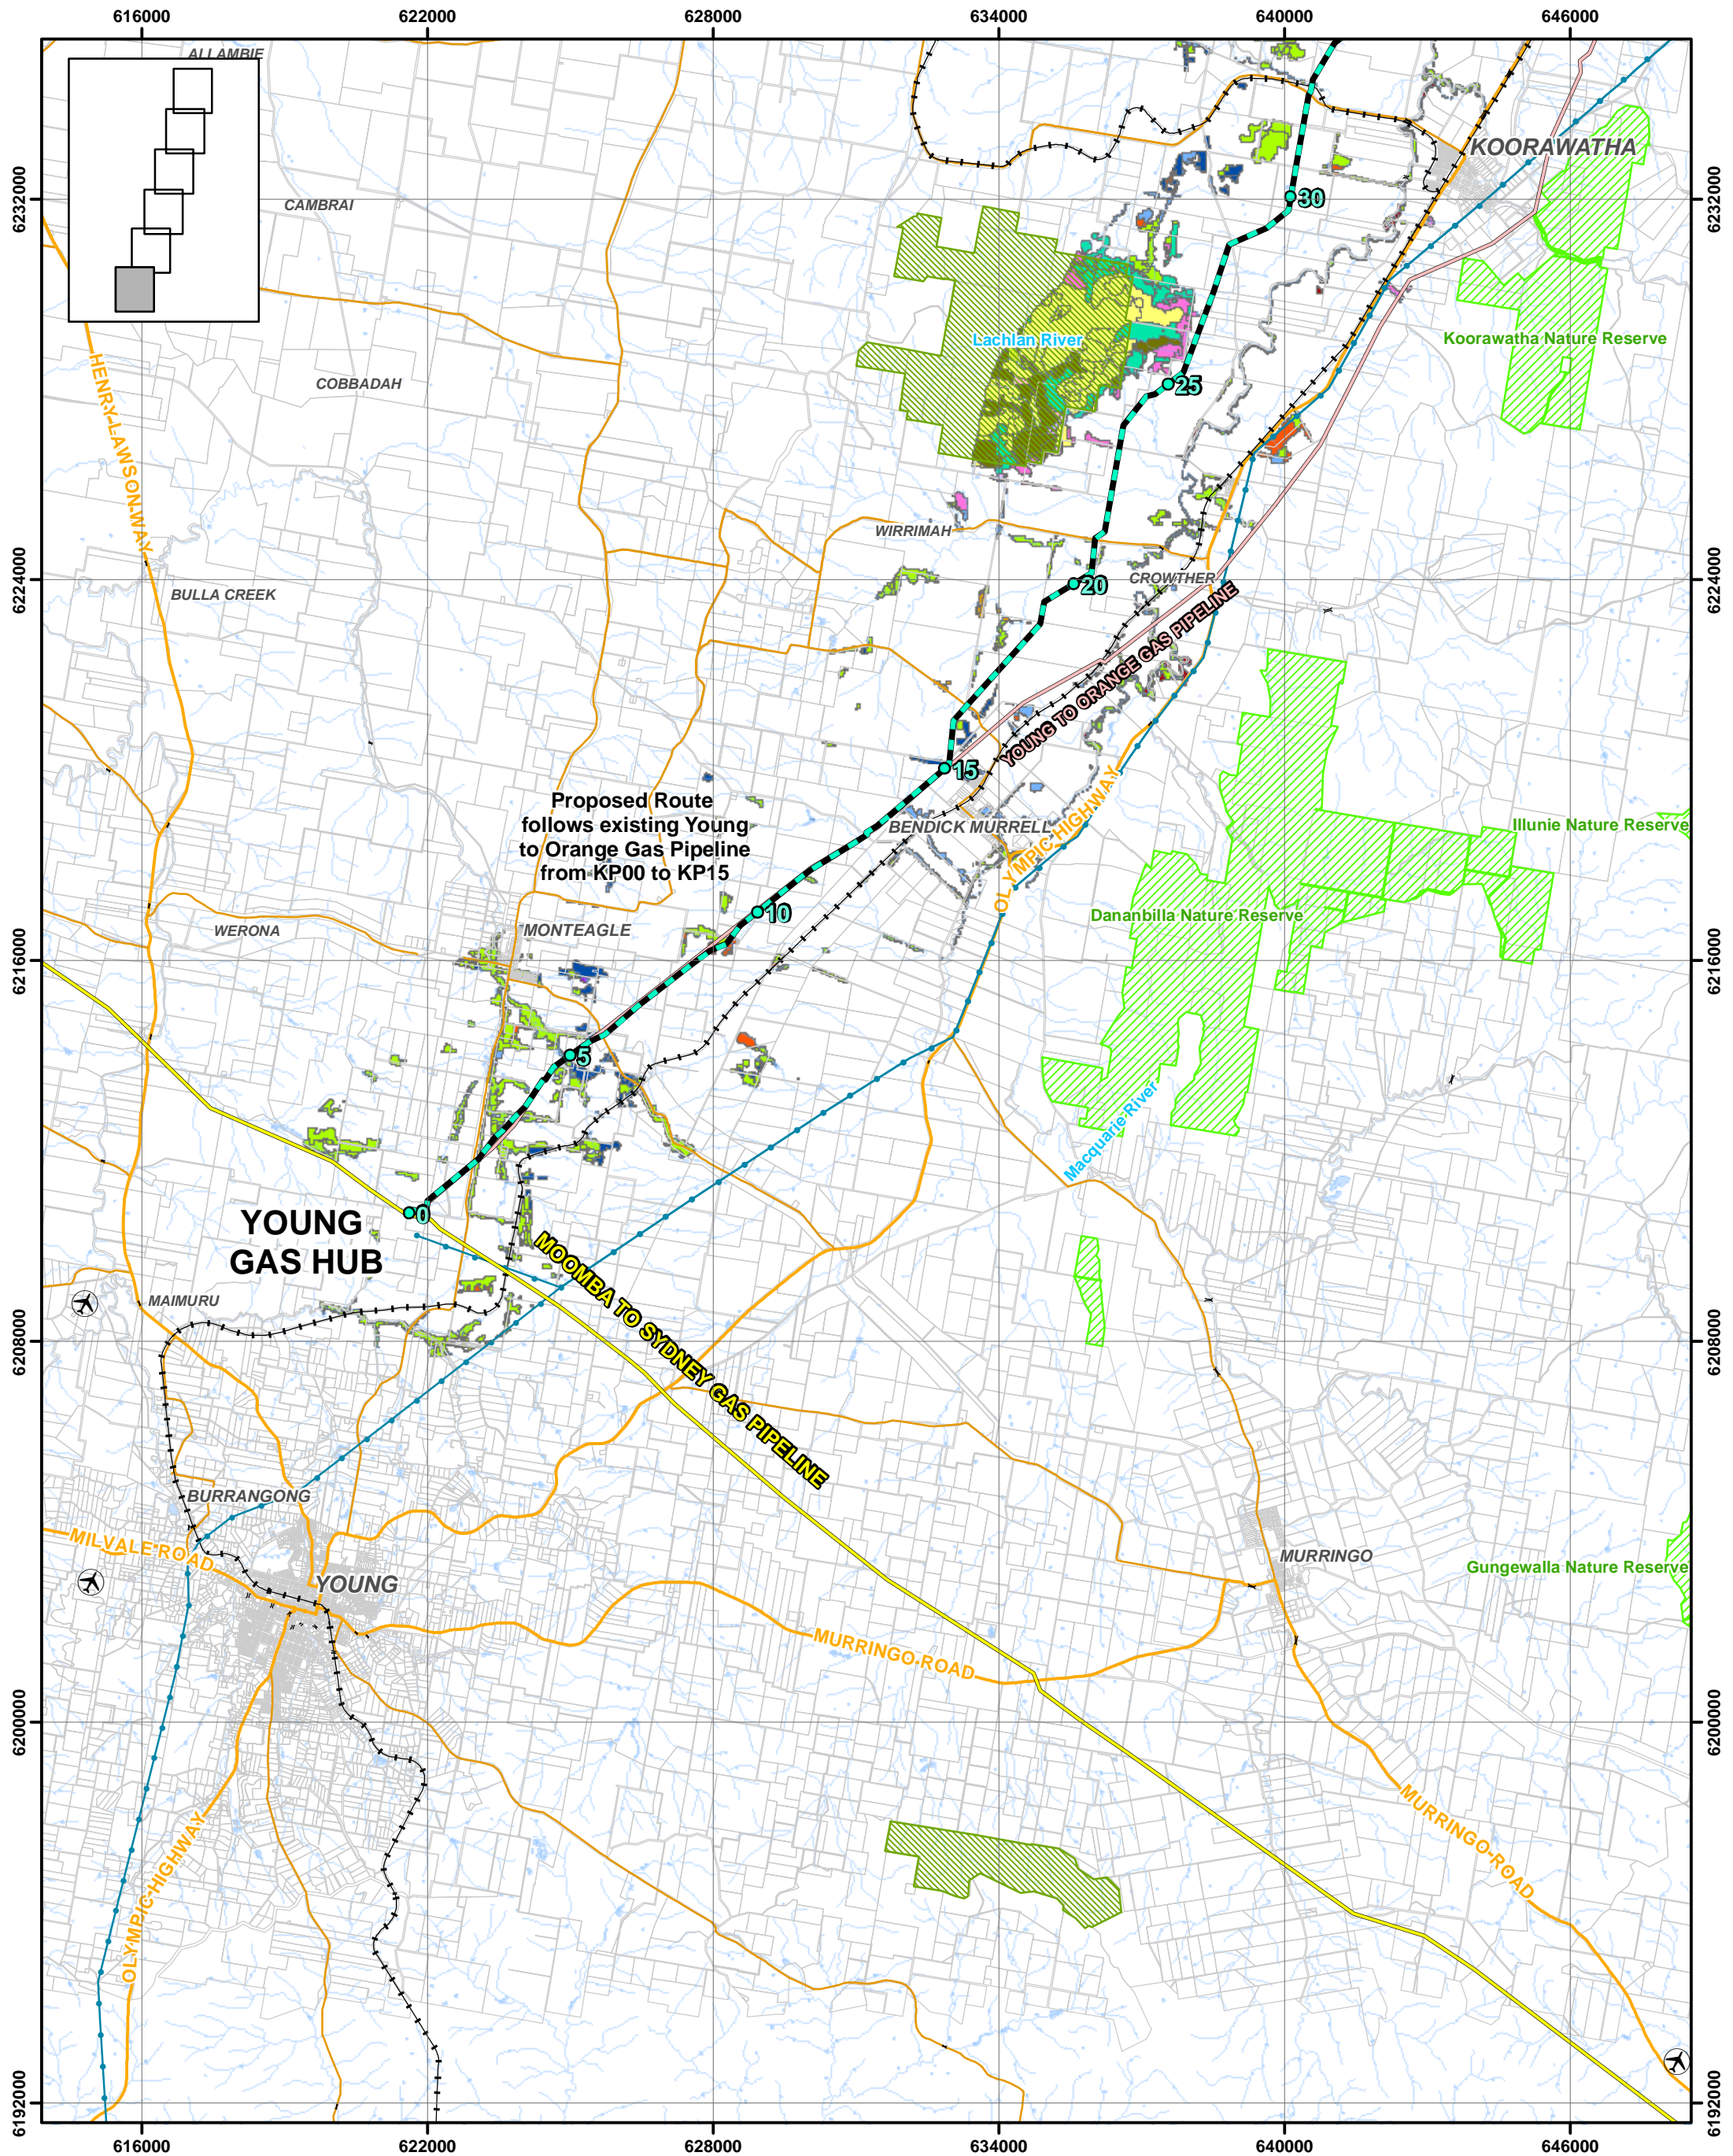 616000 622000 628000 634000 640000 646000
ALLAMBIE
KOORAWATHA
6232000
CAMBRAI
30
6232000
Lachlan River
Koorawatha Nature Reserve
HENRY LAWSON WAY
COBBADAH
25
WIRRIMAH
6224000
BULLA CREEK
20
CROWTHER
6224000
YOUNG TO ORANGE GAS PIPELINE
15
Proposed Route
follows existing Young
to Orange Gas Pipeline
from KP00 to KP15
BENDICK MURRELL
OLYMPIC HIGHWAY
Illunie Nature Reserve
10
Dananbilla Nature Reserve
WERONA
MONTEAGLE
6216000
6216000
5
Macquarie River
0
YOUNG
GAS HUB
MOOMBA TO SYDNEY GAS PIPELINE
MAIMURU
6208000
6208000
BURRANGONG
MILVALE ROAD
YOUNG
MURRINGO
Gungewalla Nature Reserve
MURRINGO ROAD
6200000
6200000
OLYMPIC HIGHWAY
MURRINGO ROAD
6192000
6192000
616000 622000 628000 634000 640000 646000